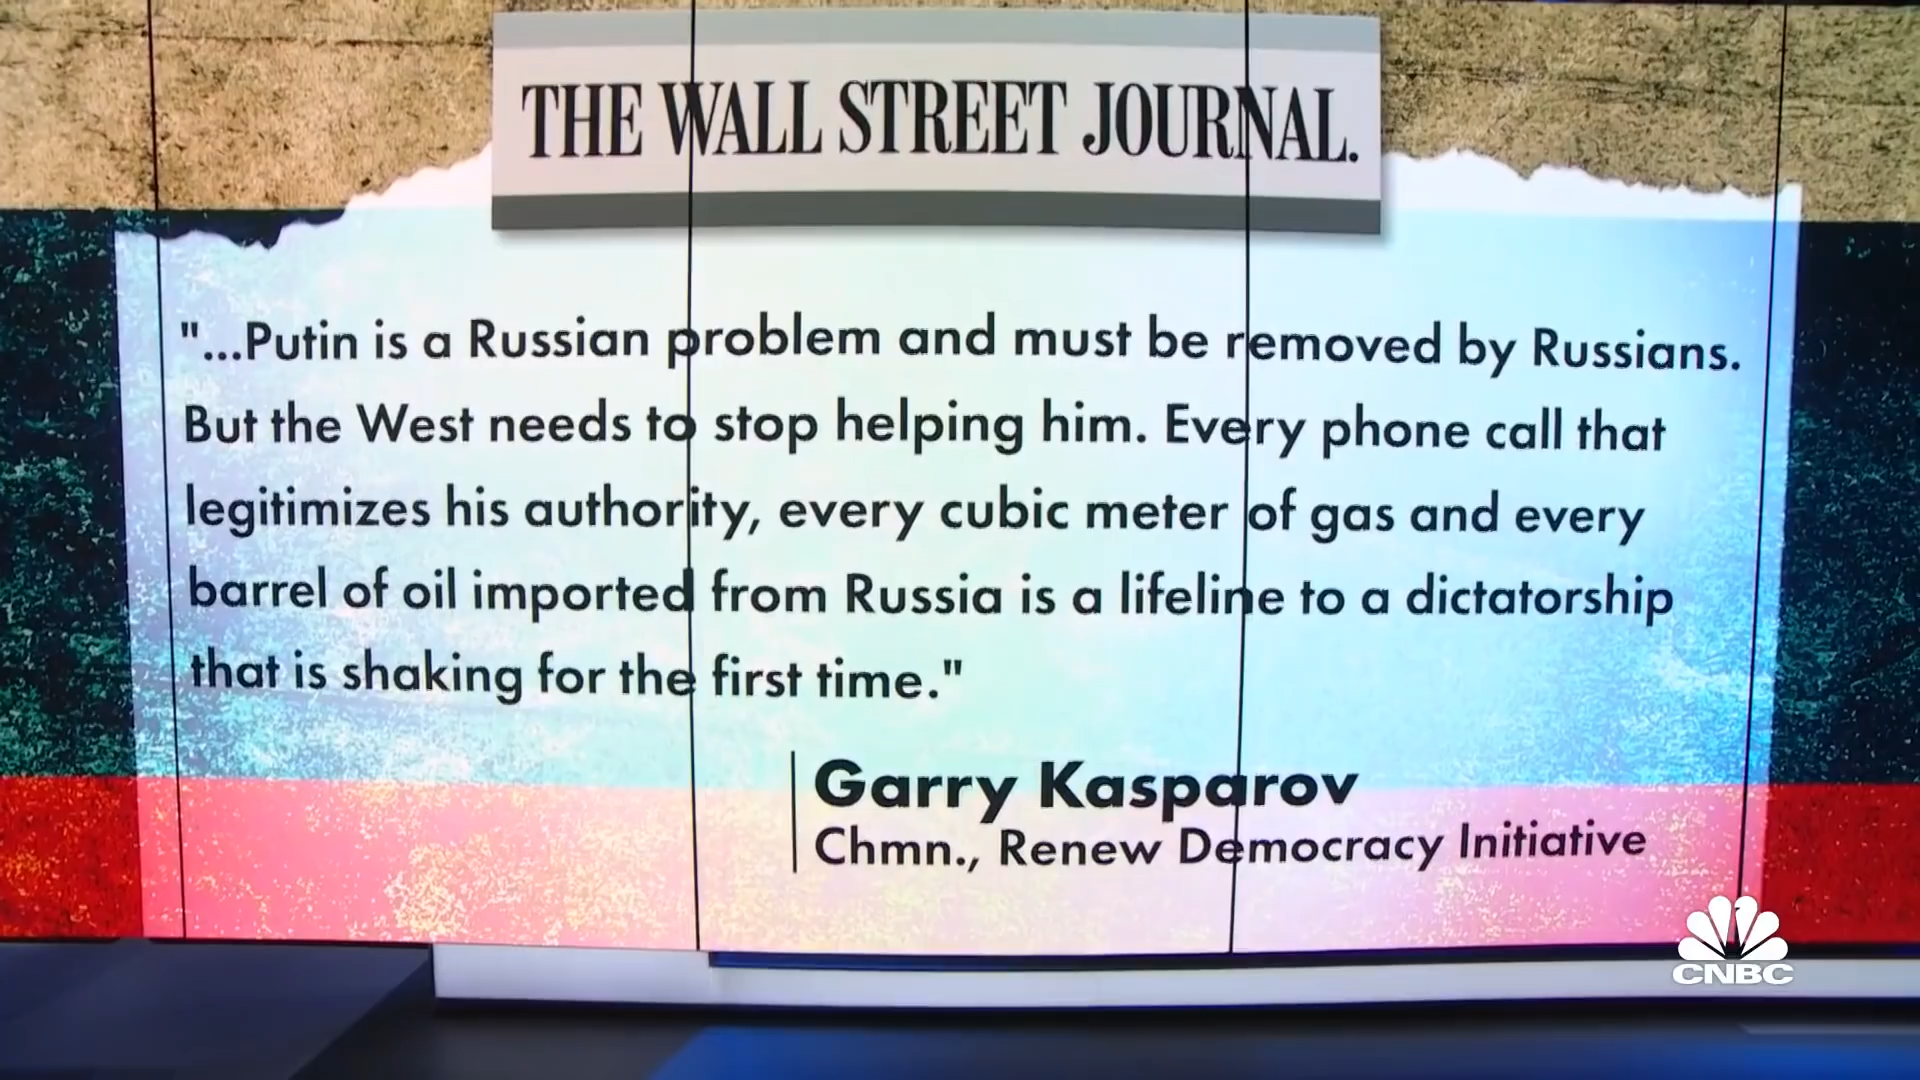 THE WALL STREET JOURNAL.
"...Putin is a Russian problem and must be removed by Russians.
But the West needs to stop helping him. Every phone call that
legitimizes his authority, every cubic meter of gas and every
barrel of oil imported from Russia is a lifeline to a dictatorship
that is shaking for the first time."
Garry Kasparov
Chmn., Renew Democracy Initiative
CNBC